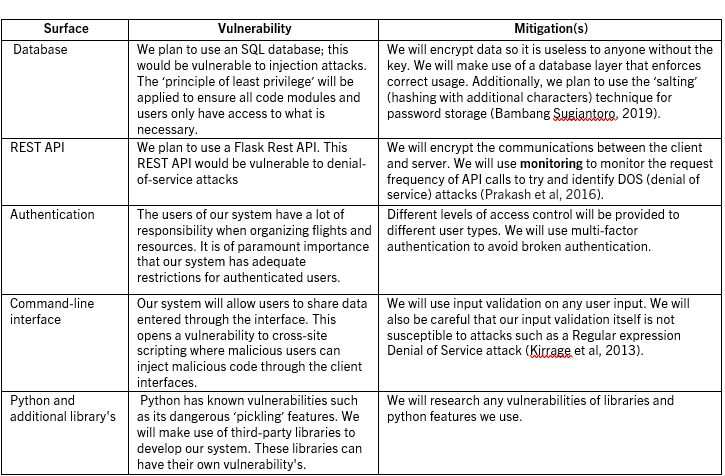 Surface
Vulnerability
Mitigation(s)
Database
We plan to use an SQL database; this
would be vulnerable to injection attacks.
The ‘principle of least privilege’ will be
applied to ensure all code modules and
users only have access to what is
necessary.
We will encrypt data so it is useless to anyone without the
key. We will make use of a database layer that enforces
correct usage. Additionally, we plan to use the ‘salting’
(hashing with additional characters) technique for
password storage (Bambang Sugiantoro, 2019).
REST API
We plan to use a Flask Rest API. This
REST API would be vulnerable to denial-
of-service attacks
We will encrypt the communications between the client
and server. We will use monitoring to monitor the request
frequency of API calls to try and identify DOS (denial of
service) attacks (Prakash et al, 2016).
Authentication
The users of our system have a lot of
responsibility when organizing flights and
resources. It is of paramount importance
that our system has adequate
restrictions for authenticated users.
Different levels of access control will be provided to
different user types. We will use multi-factor
authentication to avoid broken authentication.
Command-line
interface
Our system will allow users to share data
entered through the interface. This
opens a vulnerability to cross-site
scripting where malicious users can
inject malicious code through the client
interfaces.
We will use input validation on any user input. We will
also be careful that our input validation itself is not
susceptible to attacks such as a Regular expression
Denial of Service attack (Kirrage et al, 2013).
Python and
additional library's
Python has known vulnerabilities such
as its dangerous ‘pickling’ features. We
will make use of third-party libraries to
develop our system. These libraries can
have their own vulnerability's.
We will research any vulnerabilities of libraries and
python features we use.